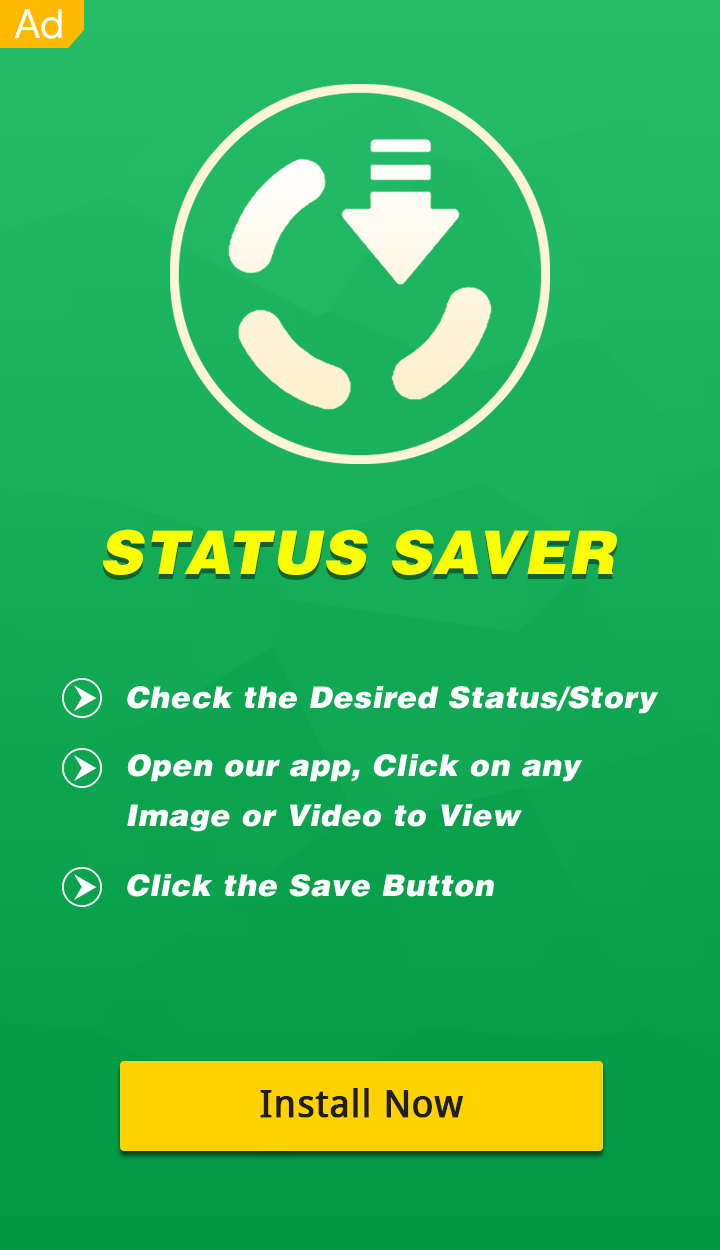 Ad
STATUS SAVER
Check the Desired Status/Story
Open our app, Click on any
Image or Video to View
Click the Save Button
Install Now